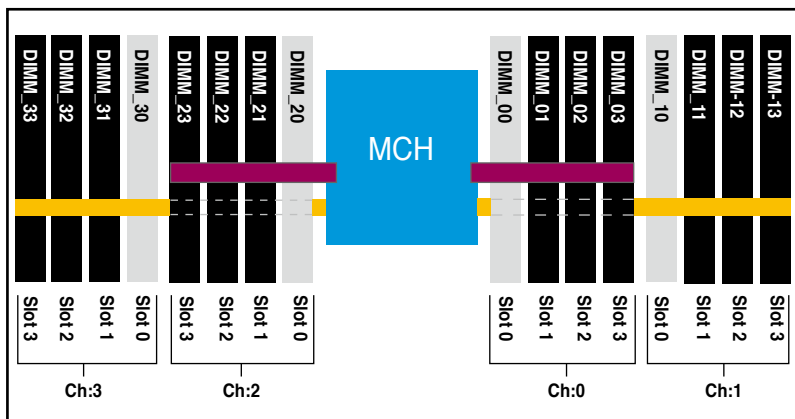 DIMM_33
DIMM_32
DIMM_31
DIMM_30
DIMM_23
DIMM_22
DIMM_21
DIMM_20
MCH
DIMM_00
DIMM_01
DIMM_02
DIMM_03
DIMM_10
DIMM_11
DIMM-12
DIMM-13
Slot 3
Slot 2
Slot 1
Slot 0
Slot 3
Slot 2
Slot 1
Slot 0
Slot 0
Slot 1
Slot 2
Slot 3
Slot 0
Slot 1
Slot 2
Slot 3
Ch:3
Ch:2
Ch:0
Ch:1